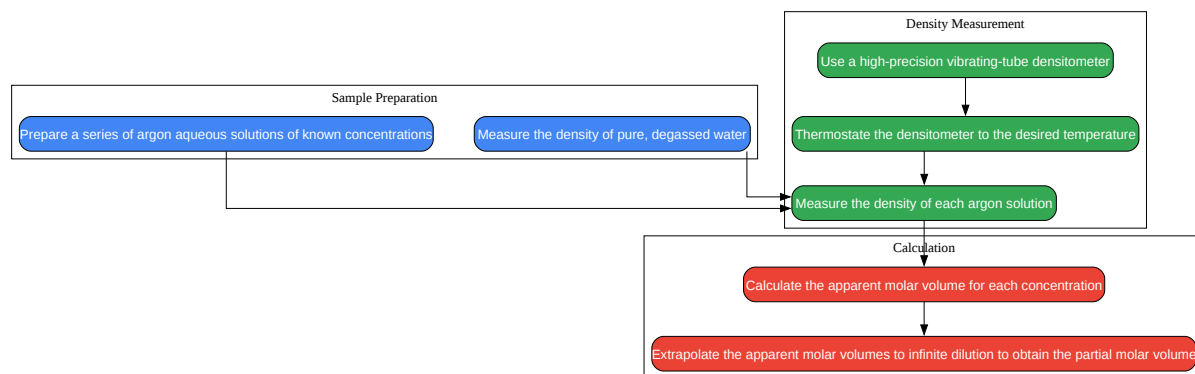 Density Measurement
Use a high-precision vibrating-tube densitometer
Sample Preparation
Prepare a series of argon aqueous solutions of known concentrations
Measure the density of pure, degassed water
Thermostate the densitometer to the desired temperature
Measure the density of each argon solution
Calculation
Calculate the apparent molar volume for each concentration
Extrapolate the apparent molar volumes to infinite dilution to obtain the partial molar volume